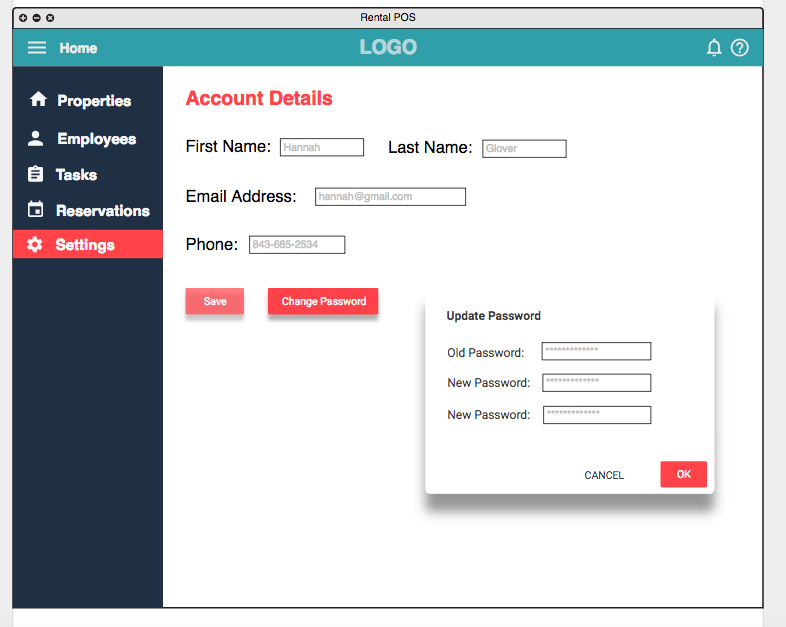 Rental POS
Home LOGO
Properties
Employees
Tasks
Reservations
Settings
Account Details
First Name: Hannah Last Name: Glover
Email Address: hannah@gmail.com
Phone: 843-685-2534
Save Change Password
Update Password
Old Password: *************
New Password: *************
New Password: *************
CANCEL OK